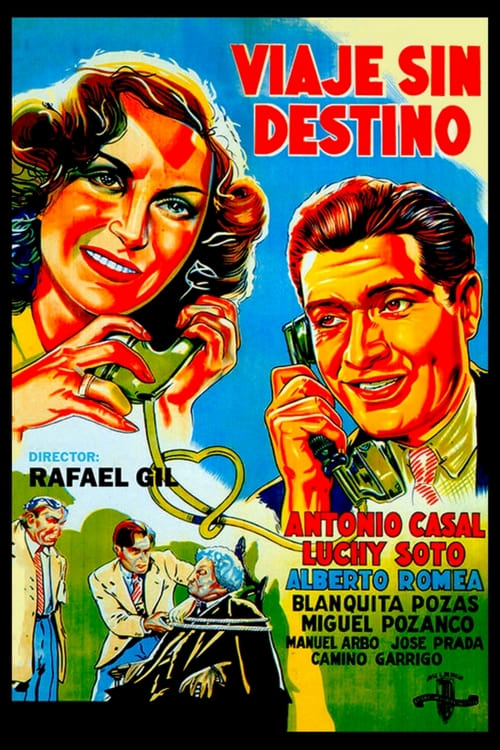 VIAJE SIN
DESTINO
DIRECTOR:
RAFAEL GIL
ANTONIO CASAL
LUCHY SOTO
ALBERTO ROMEA
BLANQUITA POZAS
MIGUEL POZANCO
MANUEL ARBO JOSE PRADA
CAMINO GARRIGO